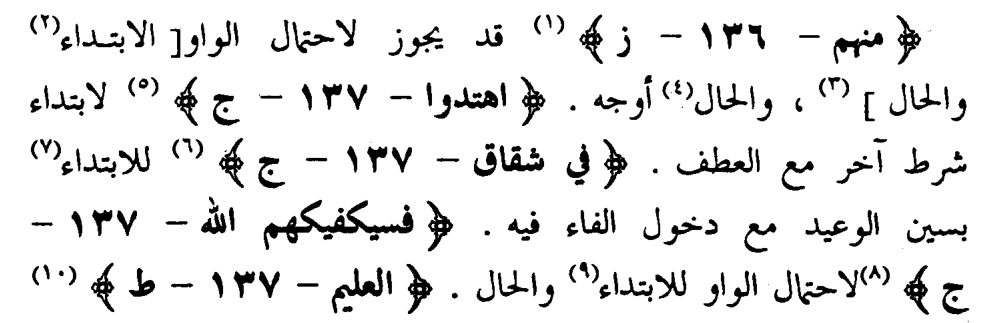 ﴿ منهم – ١٣٦ – ز ﴾ (١) قد يجوز لاحتمال الواو [ الابتداء(٢)
والحال ] (٣) ، والحال(٤) أوجه . ﴿ اهتدوا – ١٣٧ – ج ﴾ (٥) لابتداء
شرط آخر مع العطف . ﴿ في شقاق – ١٣٧ – ج ﴾ (٦) للابتداء(٧)
بسين الوعيد مع دخول الفاء فيه . ﴿ فسيكفيكهم الله – ١٣٧ –
ج ﴾ (٨) لاحتمال الواو للابتداء(٩) والحال . ﴿ العليم – ١٣٧ – ط ﴾ (١٠)